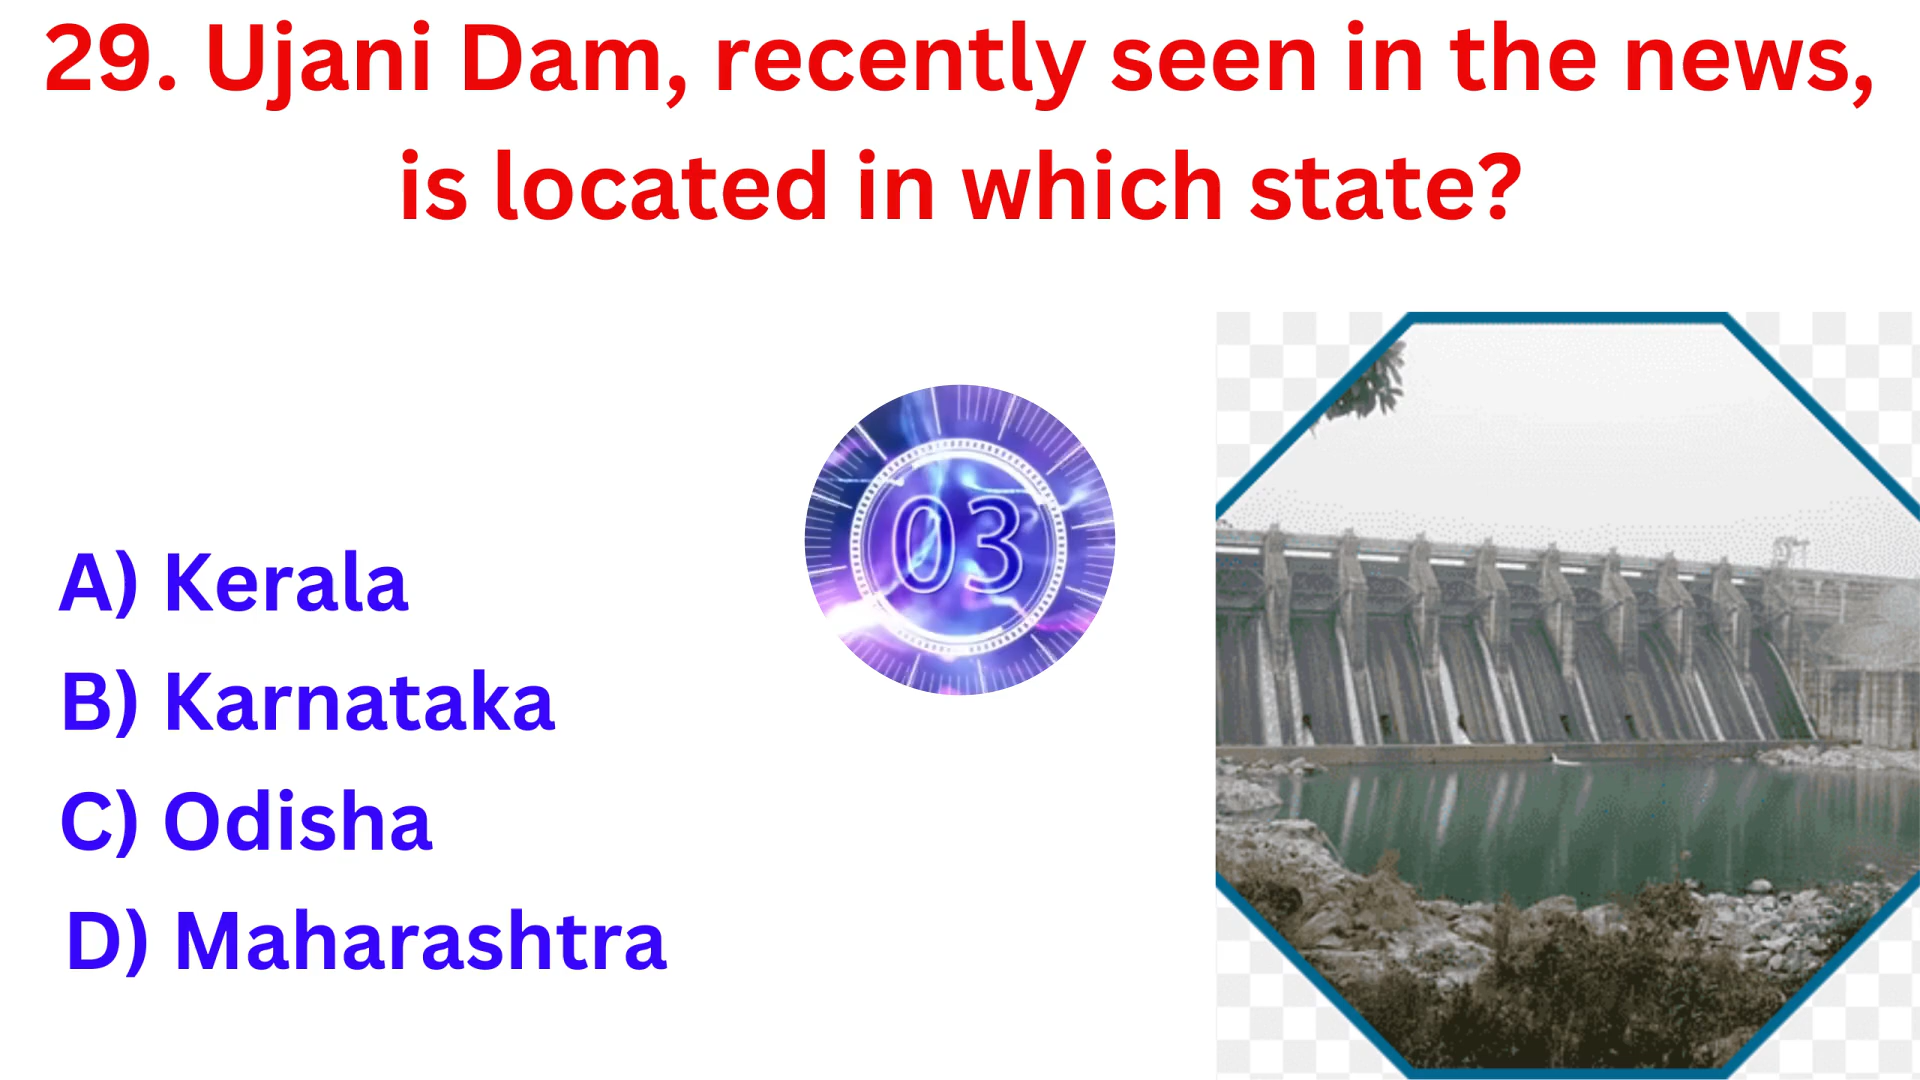 29. Ujani Dam, recently seen in the news,
is located in which state?
03
A) Kerala
B) Karnataka
C) Odisha
D) Maharashtra